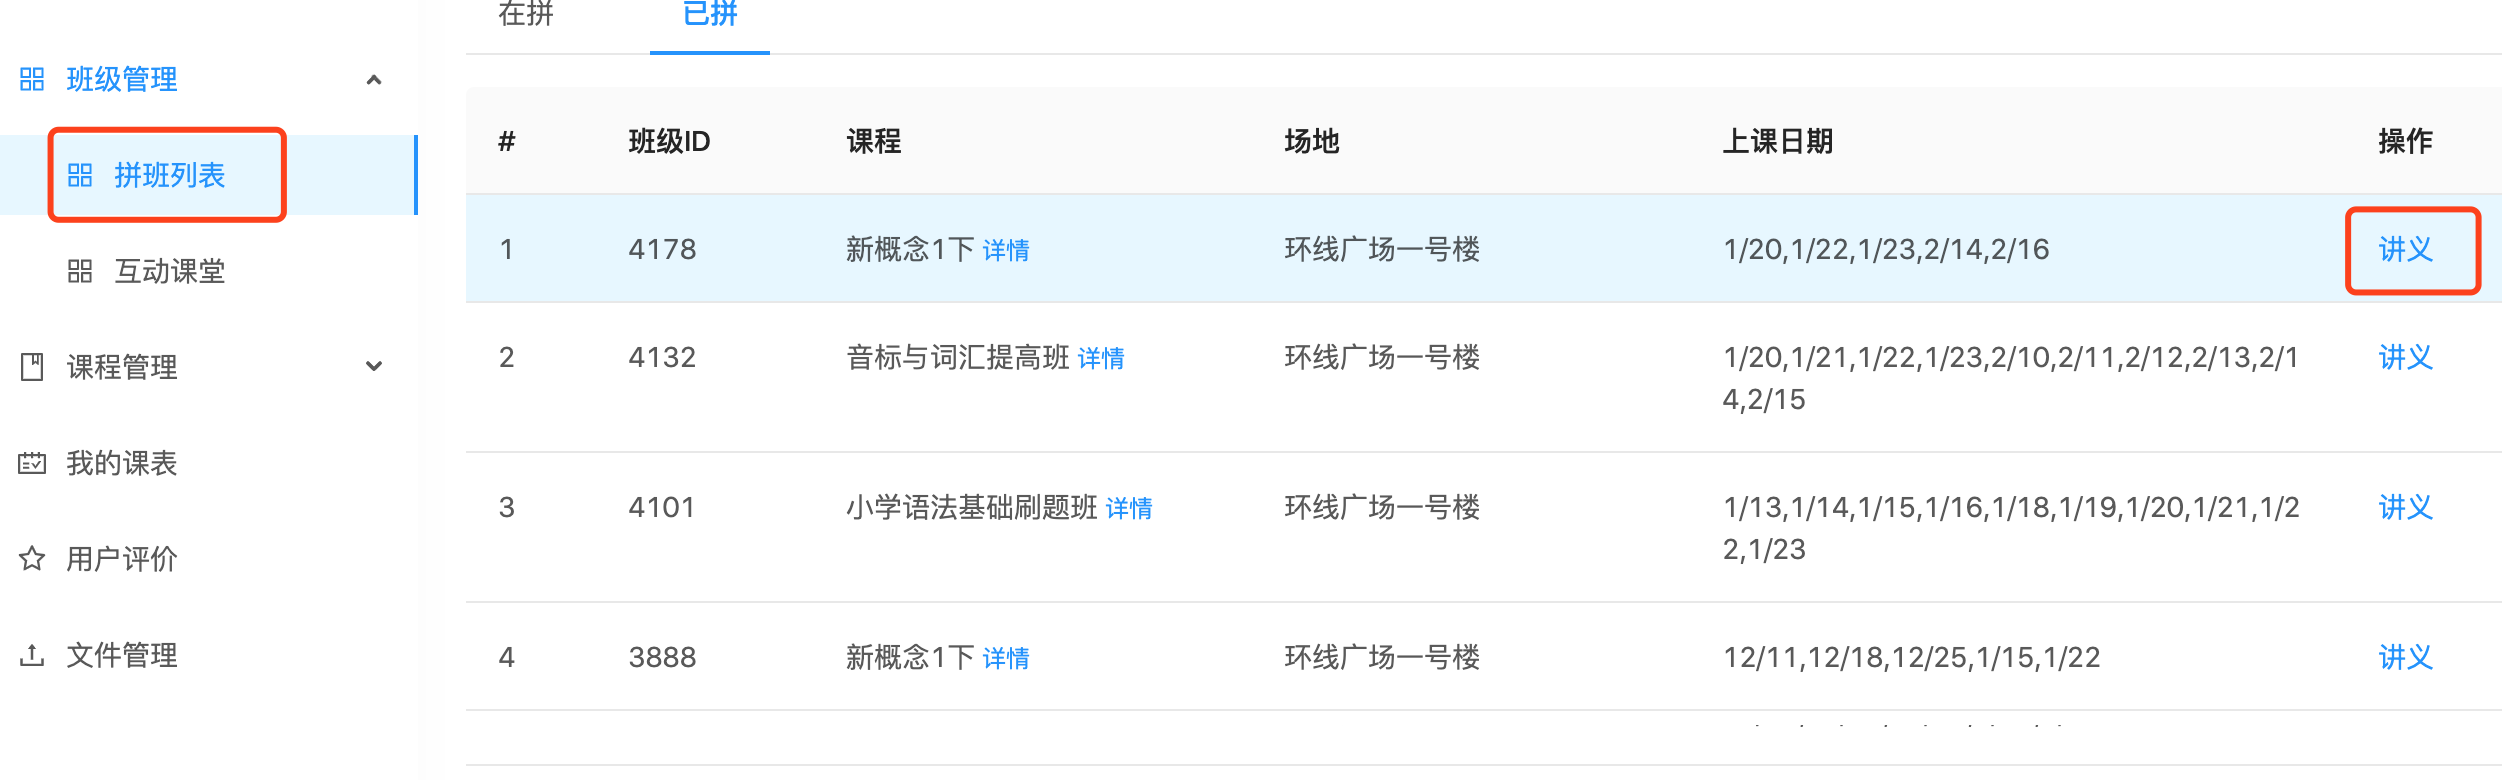 在拼 已拼
班级管理
拼班列表
互动课堂
课程管理
我的课表
用户评价
文件管理
# 班级ID 课程 场地 上课日期 操作
1 4178 新概念1下 详情 环线广场一号楼 1/20,1/22,1/23,2/14,2/16 讲义
2 4132 音标与词汇提高班 详情 环线广场一号楼 1/20,1/21,1/22,1/23,2/10,2/11,2/12,2/13,2/1 讲义
4,2/15
3 4101 小学语法基础刷题班 详情 环线广场一号楼 1/13,1/14,1/15,1/16,1/18,1/19,1/20,1/21,1/2 讲义
2,1/23
4 3888 新概念1下 详情 环线广场一号楼 12/11,12/18,12/25,1/15,1/22 讲义